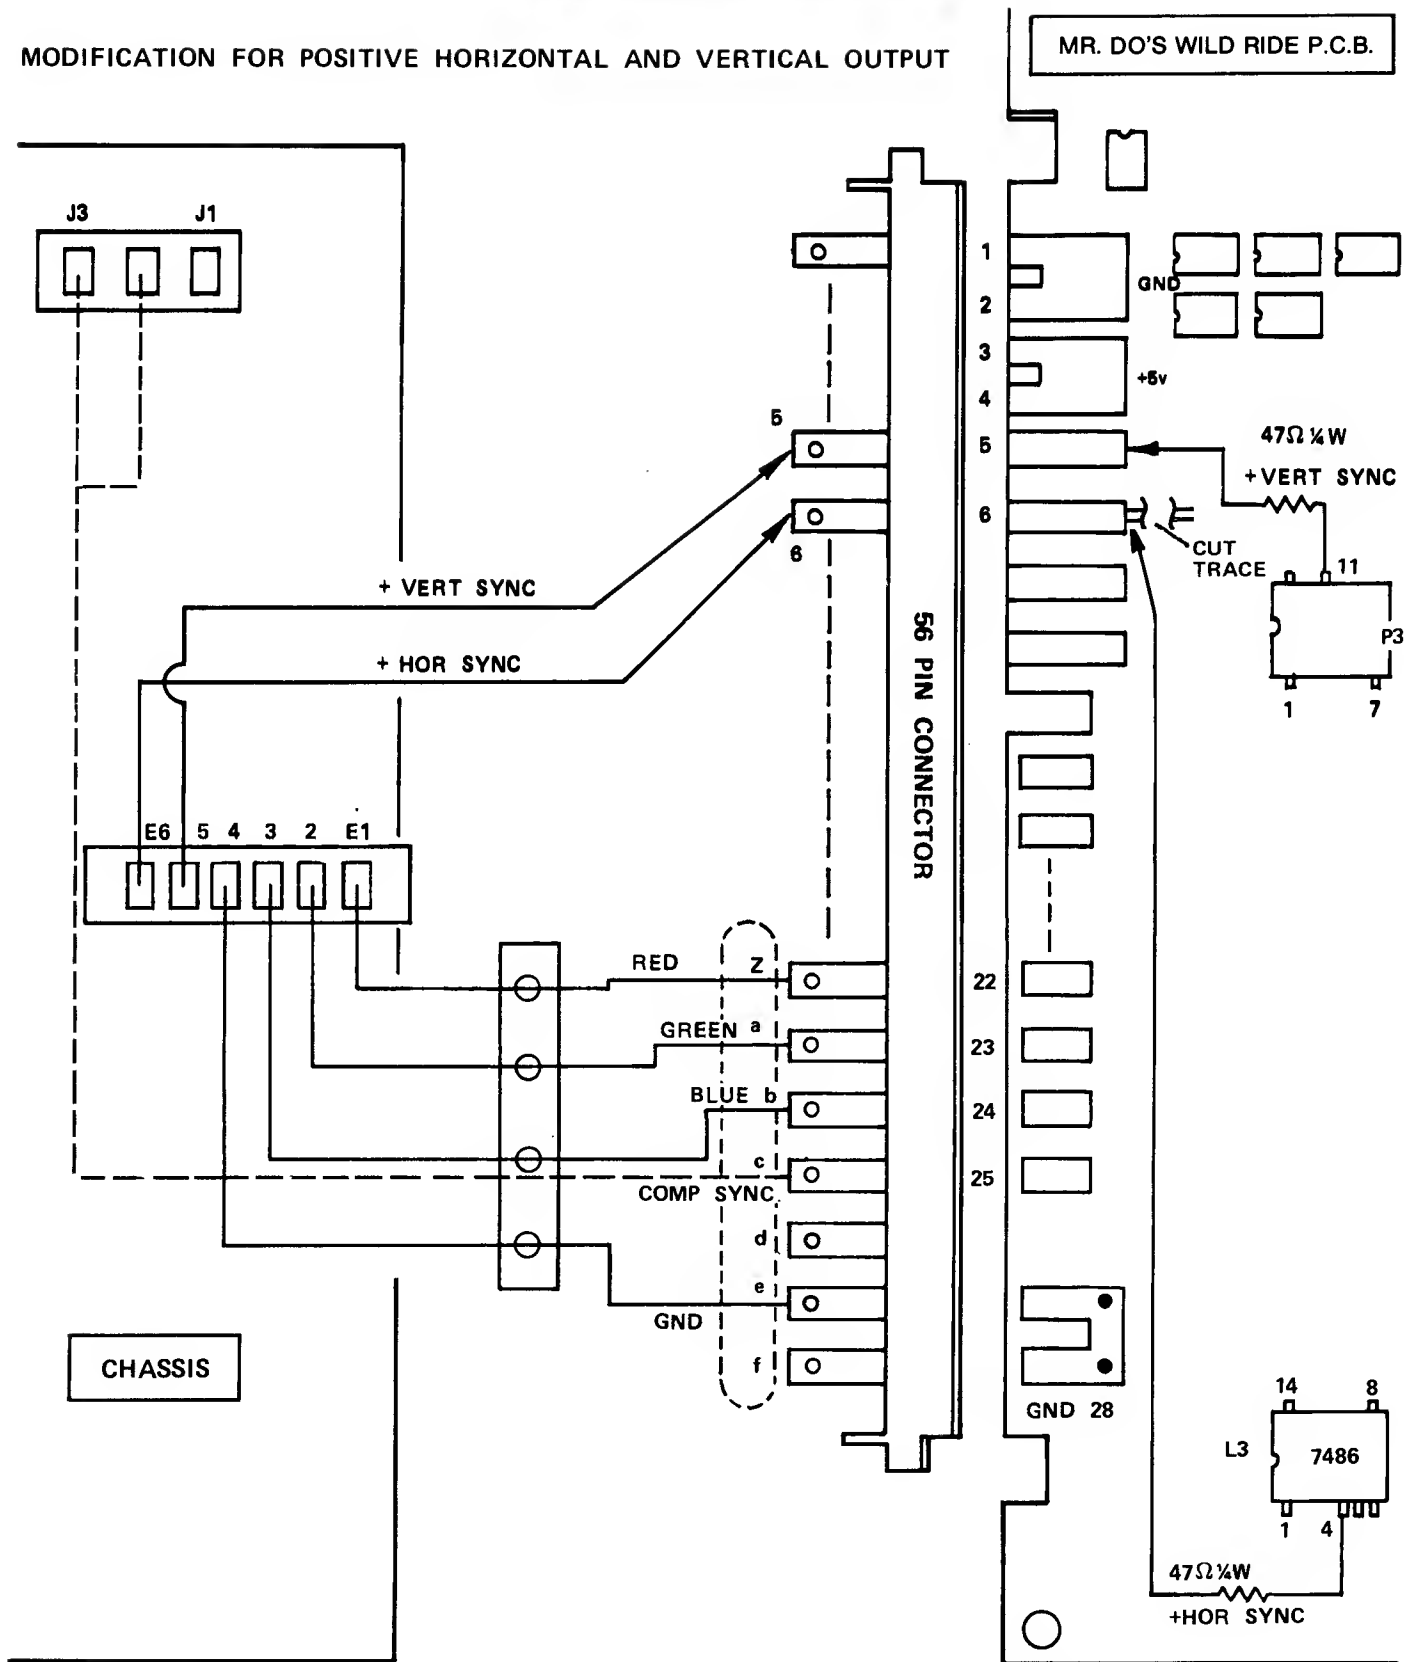 MODIFICATION FOR POSITIVE HORIZONTAL AND VERTICAL OUTPUT
MR. DO'S WILD RIDE P.C.B.
J3 J1
1
GND
2
3
+5v
4
5
5
47Ω ¼W
+VERT SYNC
6
6
CUT
TRACE
11
P3
1 7
+ VERT SYNC
+ HOR SYNC
56 PIN CONNECTOR
E6 5 4 3 2 E1
RED Z
22
GREEN a
23
BLUE b
24
c
25
COMP SYNC
d
e
GND
f
GND 28
CHASSIS
14 8
L3 7486
1 4
47Ω ¼W
+HOR SYNC